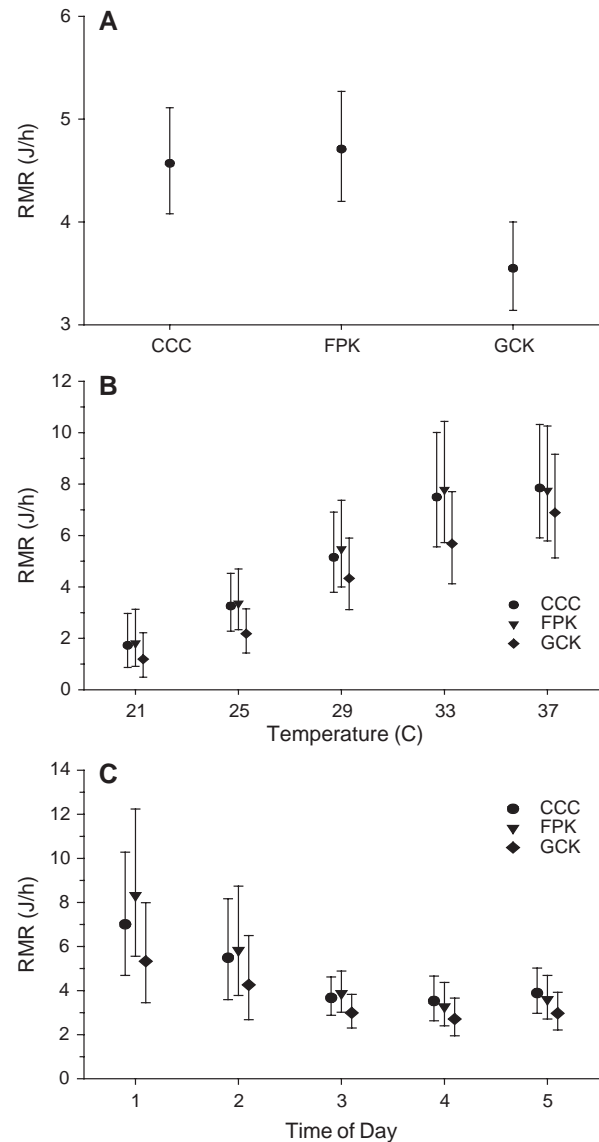 A
6
5
4
3
RMR (J/h)
CCC FPK GCK
B
12
10
8
6
4
2
0
RMR (J/h)
CCC
FPK
GCK
21 25 29 33 37
Temperature (C)
C
14
12
10
8
6
4
2
0
RMR (J/h)
CCC
FPK
GCK
1 2 3 4 5
Time of Day